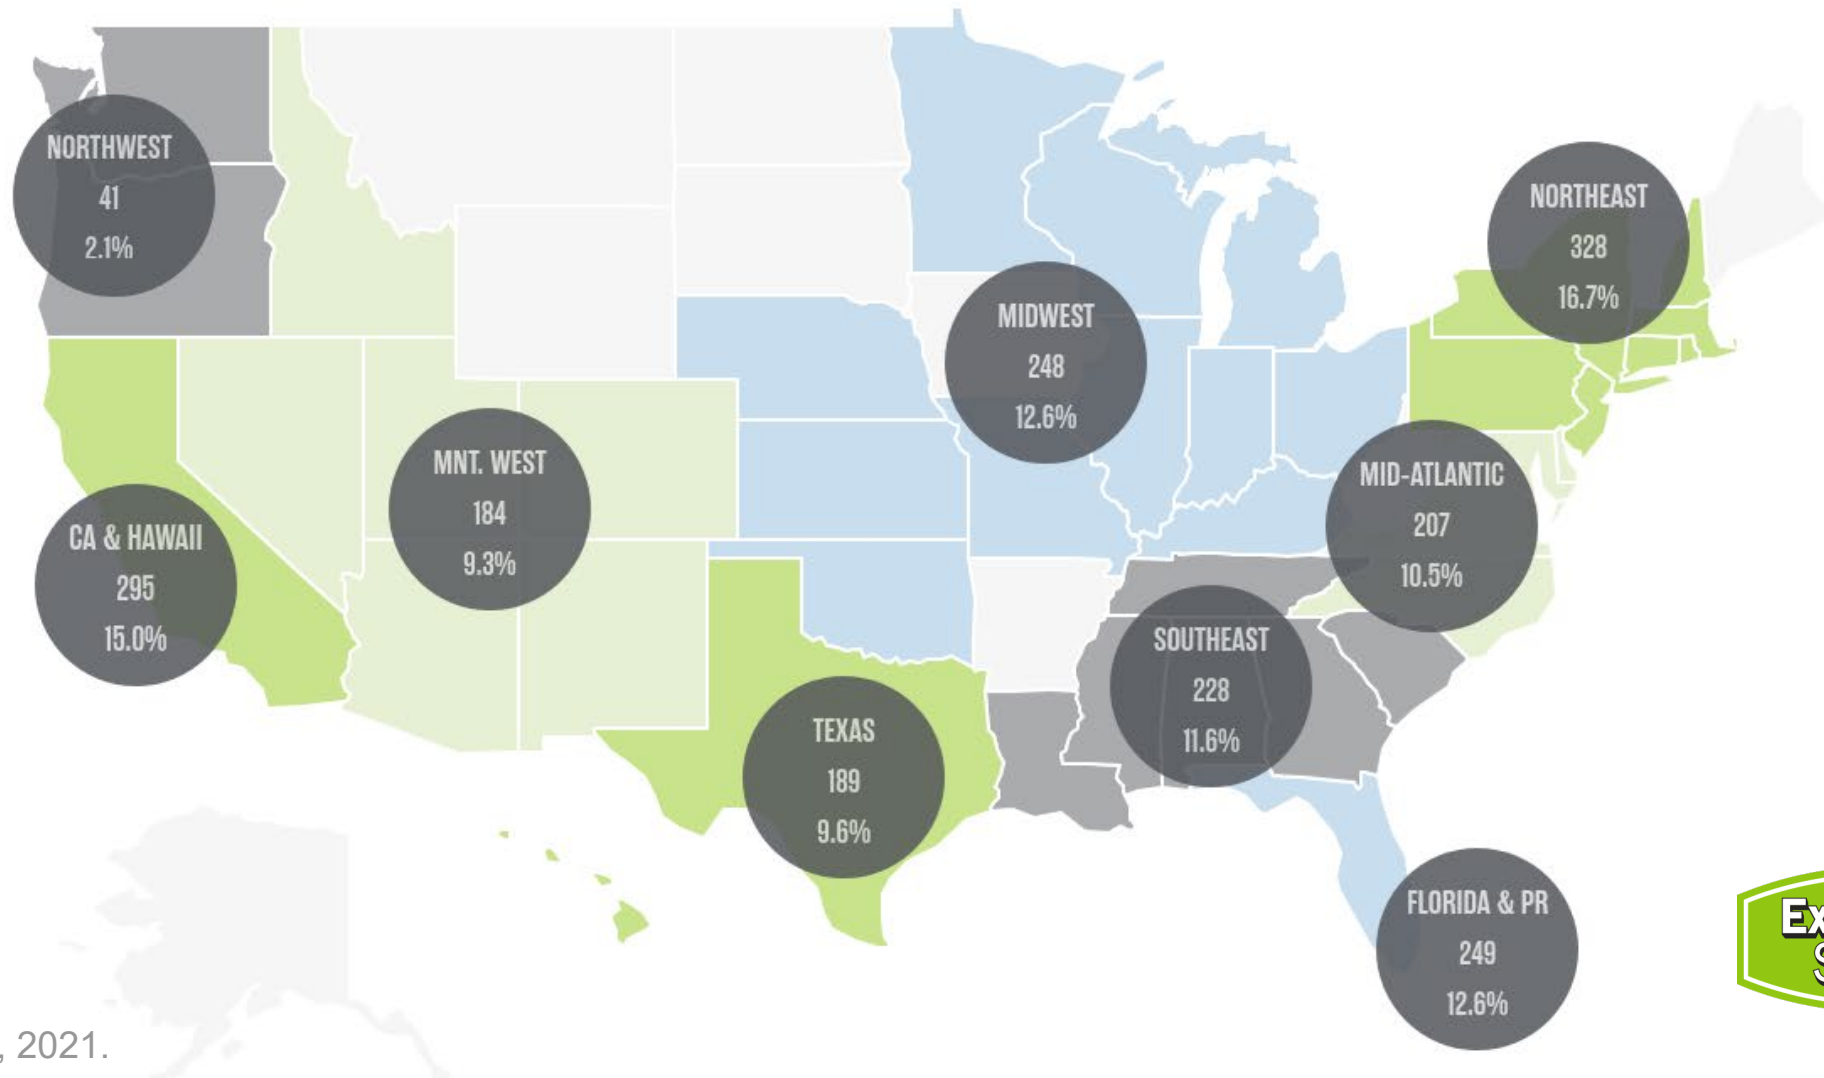 NORTHWEST
41
2.1%
NORTHEAST
328
16.7%
MIDWEST
248
12.6%
MNT. WEST
184
9.3%
MID-ATLANTIC
207
10.5%
CA & HAWAII
295
15.0%
SOUTHEAST
228
11.6%
TEXAS
189
9.6%
FLORIDA & PR
249
12.6%
Ex
S
, 2021.